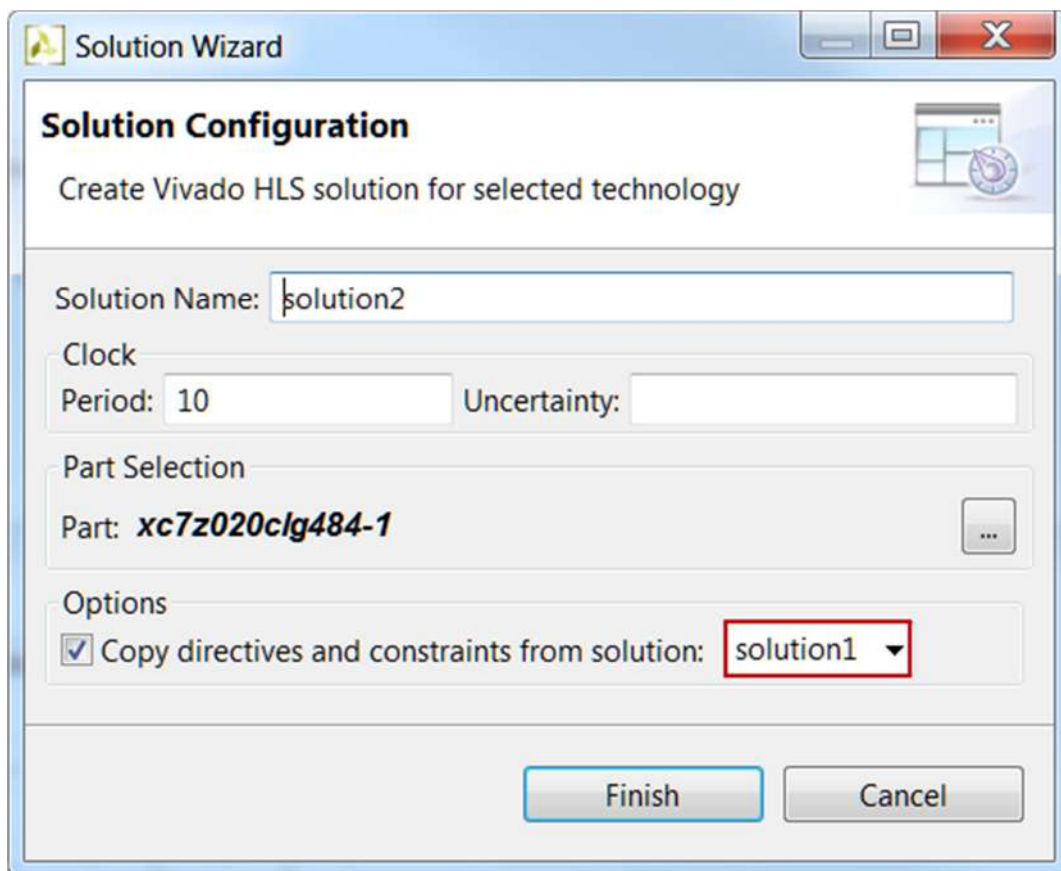 Solution Wizard
Solution Configuration
Create Vivado HLS solution for selected technology
Solution Name: solution2
Clock
Period: 10 Uncertainty:
Part Selection
Part: xc7z020clg484-1
...
Options
Copy directives and constraints from solution: solution1
Finish Cancel